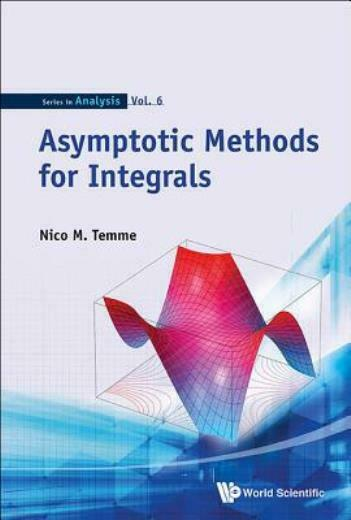 Series in Analysis Vol. 6
Asymptotic Methods
for Integrals
Nico M. Temme
World Scientific